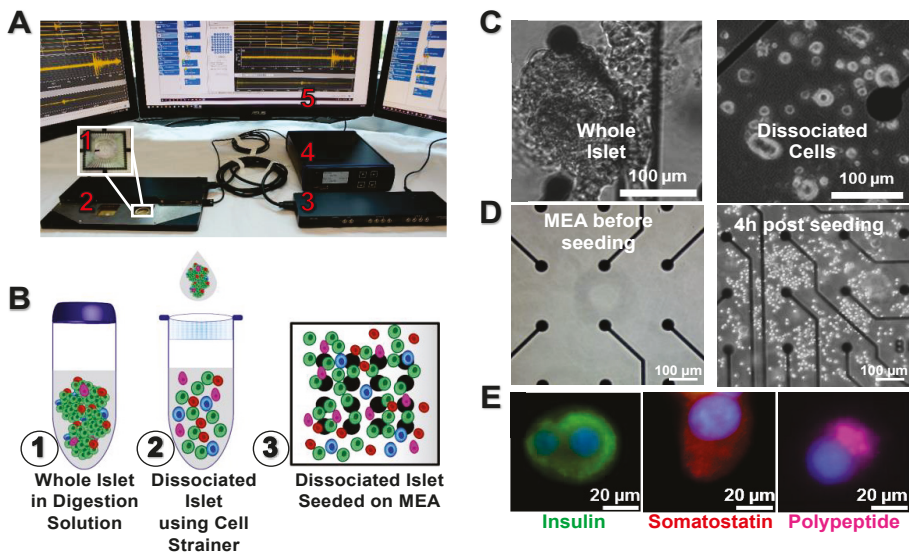 A
1
2
3
4
5
B
1
Whole Islet
in Digestion
Solution
2
Dissociated
Islet
using Cell
Strainer
3
Dissociated Islet
Seeded on MEA
C
Whole
Islet
100 µm
Dissociated
Cells
100 µm
D
MEA before
seeding
100 µm
4h post seeding
100 µm
E
20 µm
Insulin
20 µm
Somatostatin
20 µm
Polypeptide